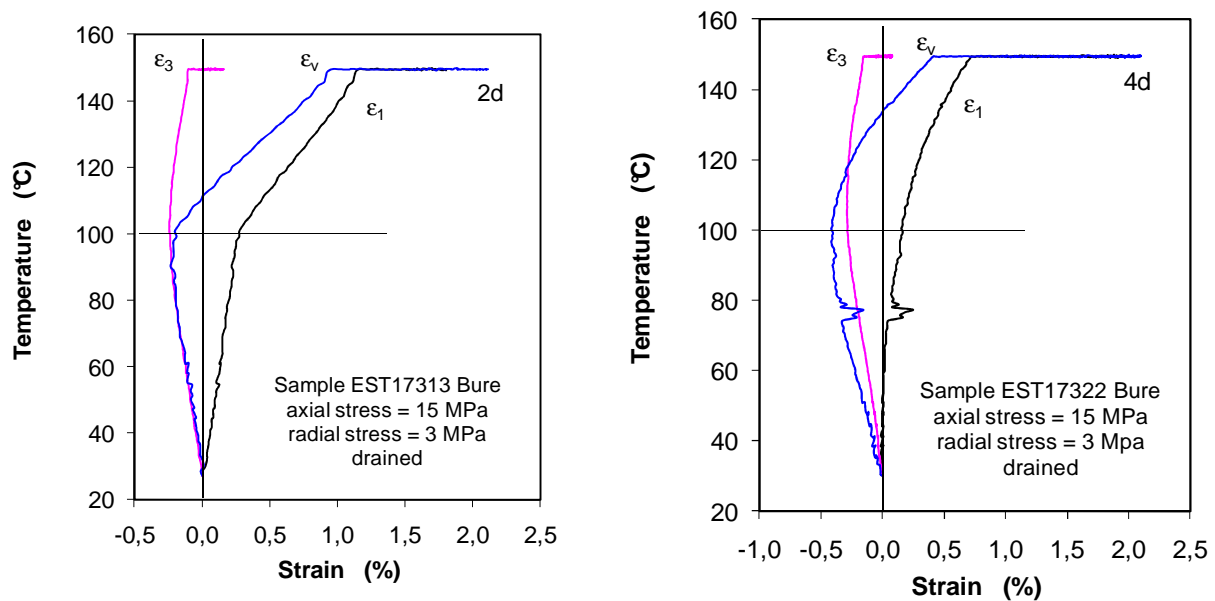 160
140
120
100
80
60
40
20
-0,5 0,0 0,5 1,0 1,5 2,0 2,5
Temperature (°C)
Strain (%)
ε3
εv
ε1
2d
Sample EST17313 Bure
axial stress = 15 MPa
radial stress = 3 MPa
drained
160
140
120
100
80
60
40
20
-1,0 -0,5 0,0 0,5 1,0 1,5 2,0 2,5
Temperature (°C)
Strain (%)
ε3
εv
ε1
4d
Sample EST17322 Bure
axial stress = 15 MPa
radial stress = 3 Mpa
drained